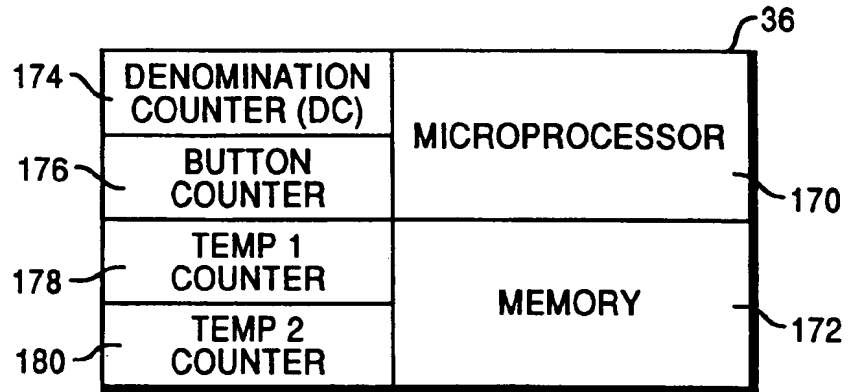 36
174
DENOMINATION
COUNTER (DC)
MICROPROCESSOR
176
BUTTON
COUNTER
170
178
TEMP 1
COUNTER
MEMORY
172
180
TEMP 2
COUNTER